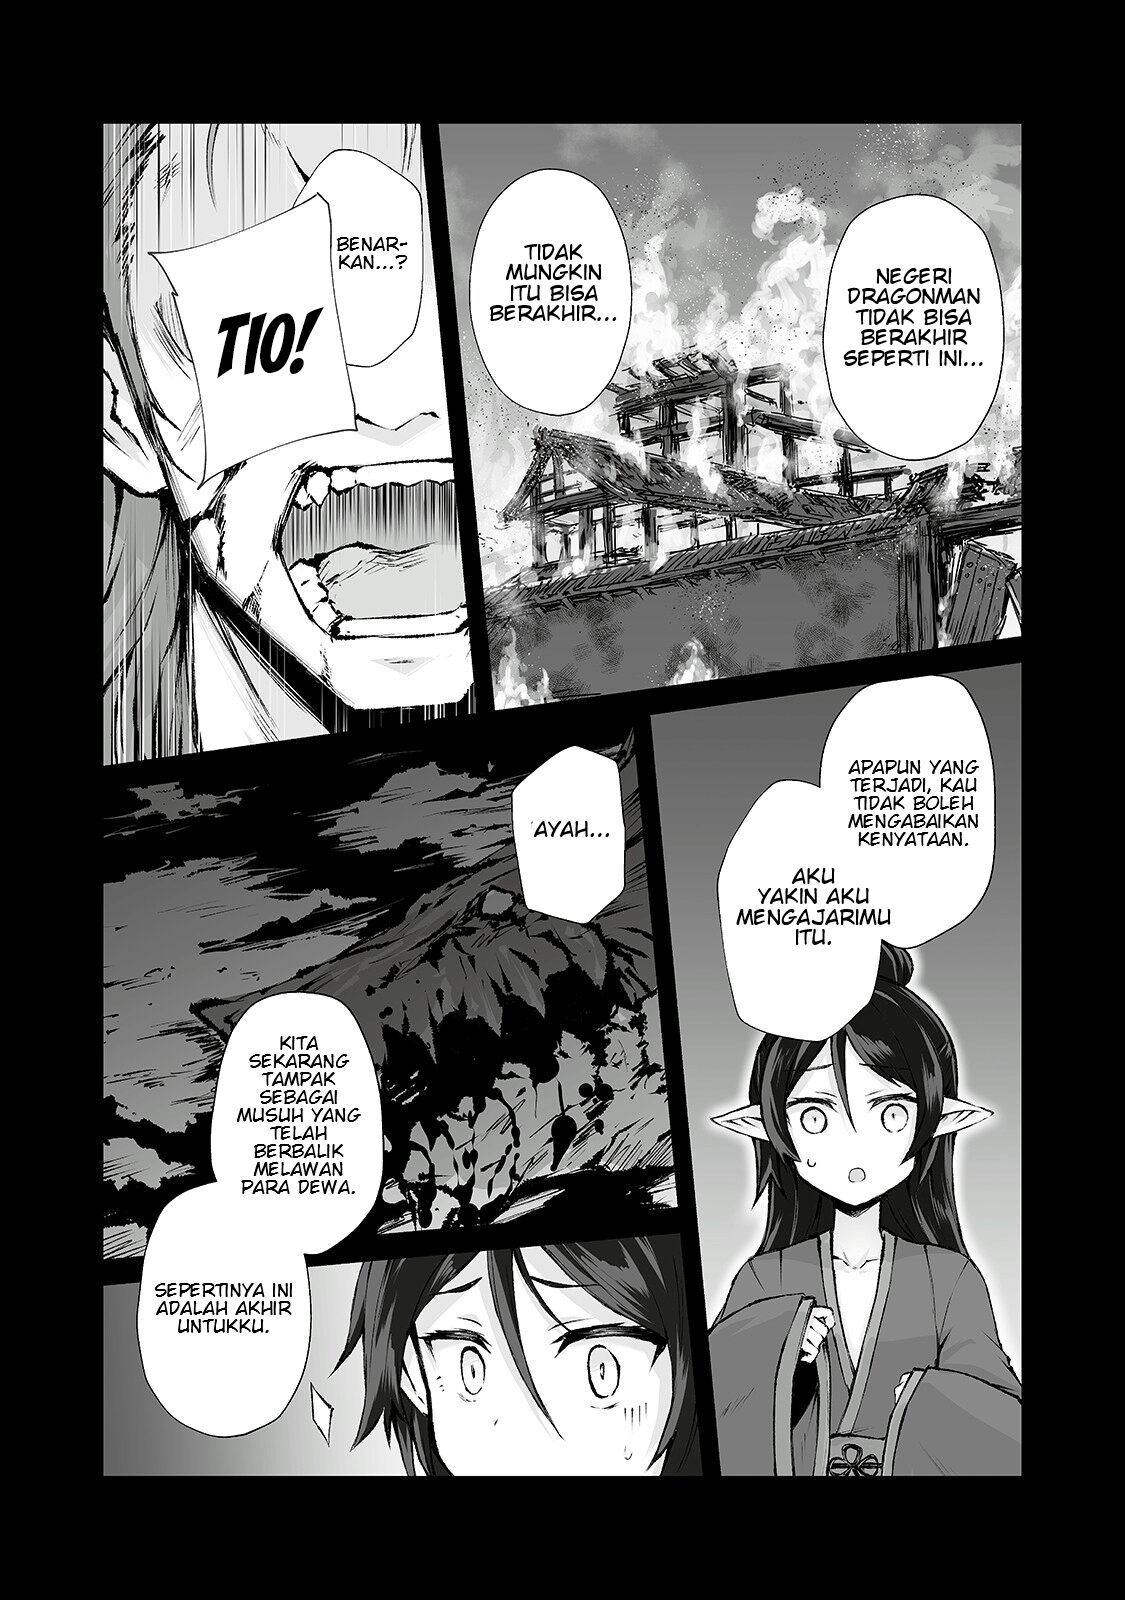 NEGERI
DRAGONMAN
TIDAK BISA
BERAKHIR
SEPERTI INI...
TIDAK
MUNGKIN
ITU BISA
BERAKHIR...
BENAR-
KAN...?
TIO!
APAPUN YANG
TERJADI, KAU
TIDAK BOLEH
MENGABAIKAN
KENYATAAN.
AKU
YAKIN AKU
MENGAJARIMU
ITU.
'AYAH...
KITA
SEKARANG
TAMPAK
SEBAGAI
MUSUH YANG
TELAH
BERBALIK
MELAWAN
PARA DEWA.
SEPERTINYA INI
ADALAH AKHIR
UNTUKKU.